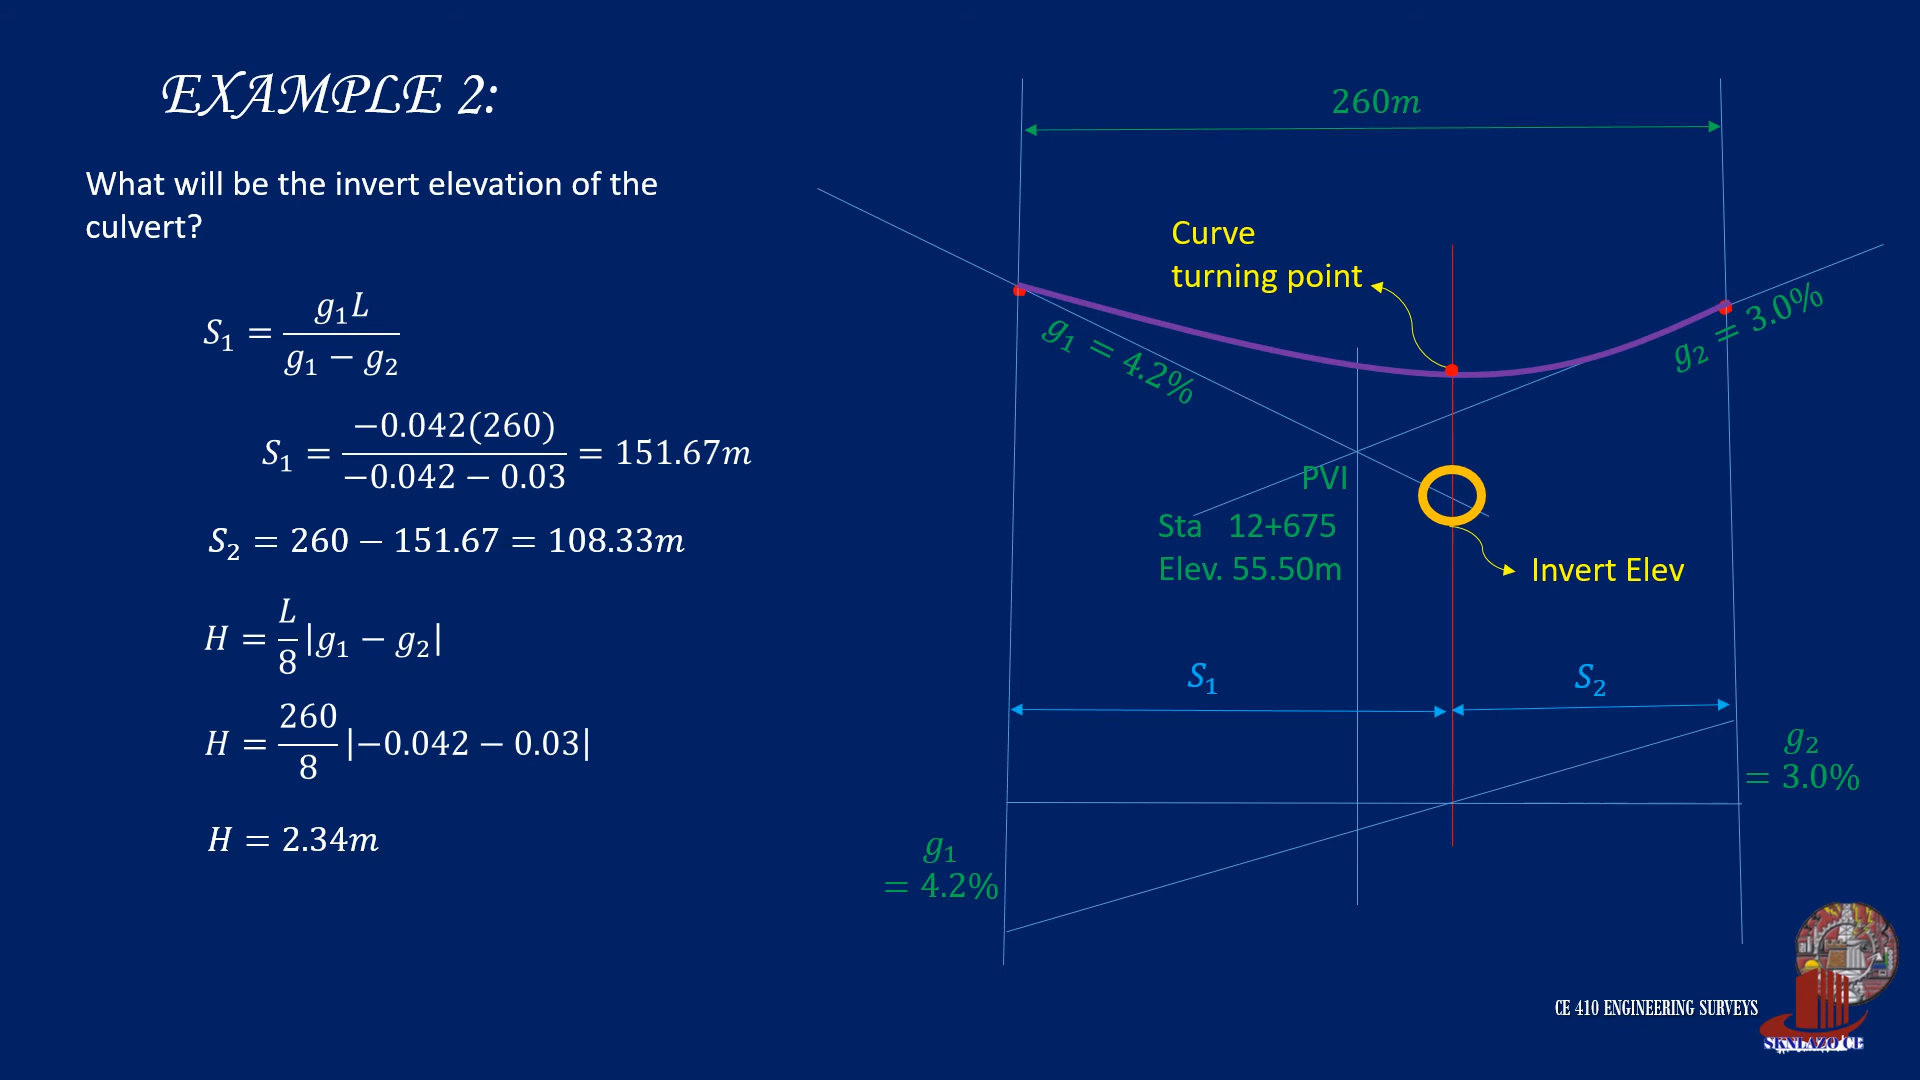 EXAMPLE 2:
What will be the invert elevation of the
culvert?
S₁ = g₁L / g₁ − g₂
S₁ = −0.042(260) / −0.042 − 0.03 = 151.67m
S₂ = 260 − 151.67 = 108.33m
H = L/8 |g₁ − g₂|
H = 260/8 |−0.042 − 0.03|
H = 2.34m
260m
Curve
turning point
g₁ = 4.2%
g₂ = 3.0%
PVI
Sta 12+675
Elev. 55.50m
Invert Elev
S₁
S₂
g₂
= 3.0%
g₁
= 4.2%
CE 410 ENGINEERING SURVEYS
SKNLAZO CE